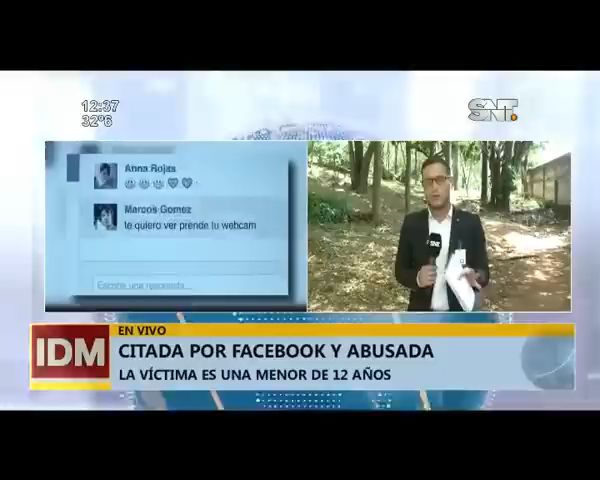 12:37
32°6
SNT.
Anna Rojas
Marcos Gomez
te quiero ver prende tu webcam
Escribe una respuesta...
SNT
IDM
EN VIVO
CITADA POR FACEBOOK Y ABUSADA
LA VÍCTIMA ES UNA MENOR DE 12 AÑOS